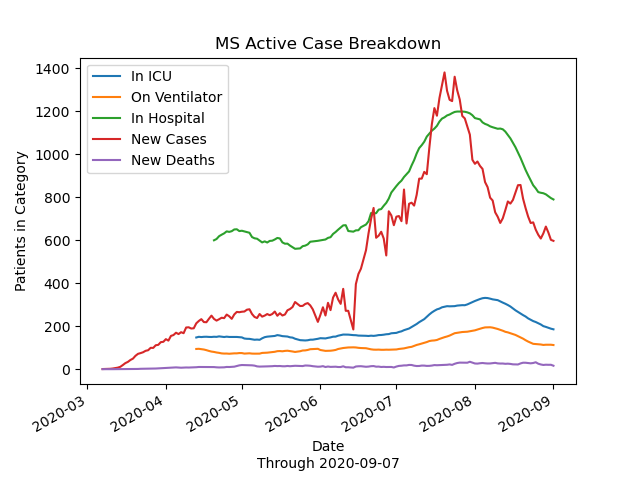 MS Active Case Breakdown
1400
1200
1000
800
600
400
200
0
Patients in Category
In ICU
On Ventilator
In Hospital
New Cases
New Deaths
2020-03
2020-04
2020-05
2020-06
2020-07
2020-08
2020-09
Date
Through 2020-09-07